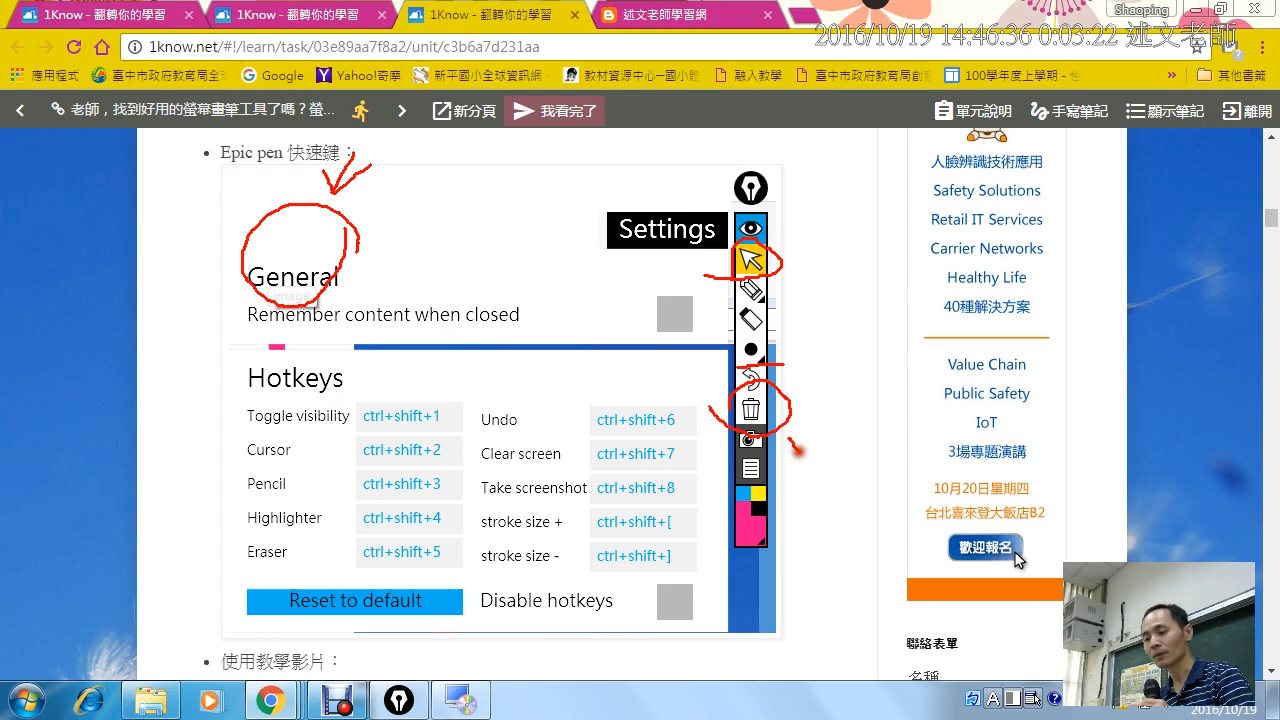 1Know - 翻轉你的學習
1Know - 翻轉你的學習
1Know - 翻轉你的學習
述文老師學習網
Shaoping
1know.net/#!/learn/task/03e89aa7f8a2/unit/c3b6a7d231aa
2016/10/19 14:46:36 0:03:22 述文老師
應用程式
臺中市政府教育局全球
Google
Yahoo!奇摩
新平國小全球資訊網
教材資源中心─國小體
融入教學
臺中市政府教育局創
100學年度上學期 - 性
»
其他書籤
老師，找到好用的螢幕畫筆工具了嗎？螢...
新分頁
我看完了
單元說明
手寫筆記
顯示筆記
離開
Epic pen 快速鍵：
Settings
General
Remember content when closed
Hotkeys
Toggle visibility ctrl+shift+1
Cursor ctrl+shift+2
Pencil ctrl+shift+3
Highlighter ctrl+shift+4
Eraser ctrl+shift+5
Undo ctrl+shift+6
Clear screen ctrl+shift+7
Take screenshot ctrl+shift+8
stroke size + ctrl+shift+[
stroke size - ctrl+shift+]
Reset to default
Disable hotkeys
使用教學影片：
人臉辨識技術應用
Safety Solutions
Retail IT Services
Carrier Networks
Healthy Life
40種解決方案
Value Chain
Public Safety
IoT
3場專題演講
10月20日星期四
台北喜來登大飯店B2
歡迎報名
聯絡表單
名稱
2016/10/19